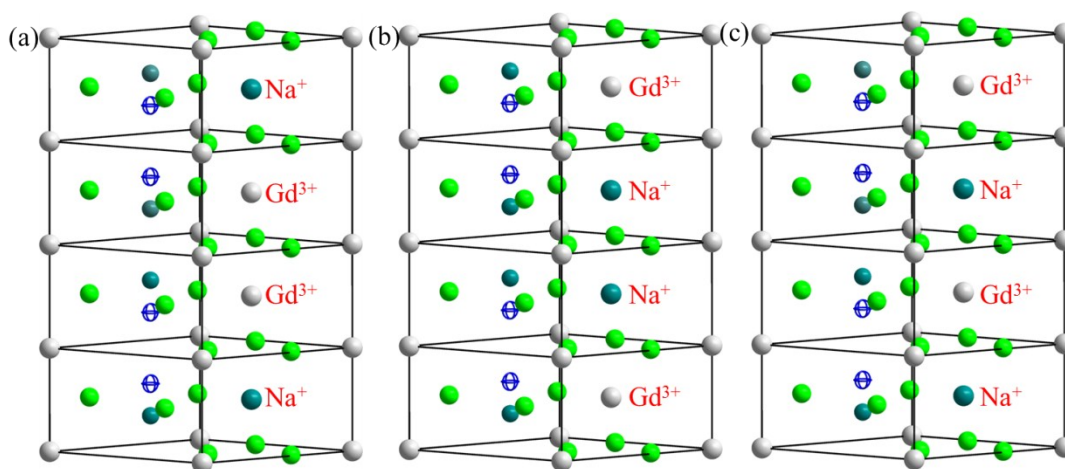 (a) (b) (c)
Na⁺ Gd³⁺ Gd³⁺
Gd³⁺ Na⁺ Na⁺
Gd³⁺ Na⁺ Gd³⁺
Na⁺ Gd³⁺ Na⁺